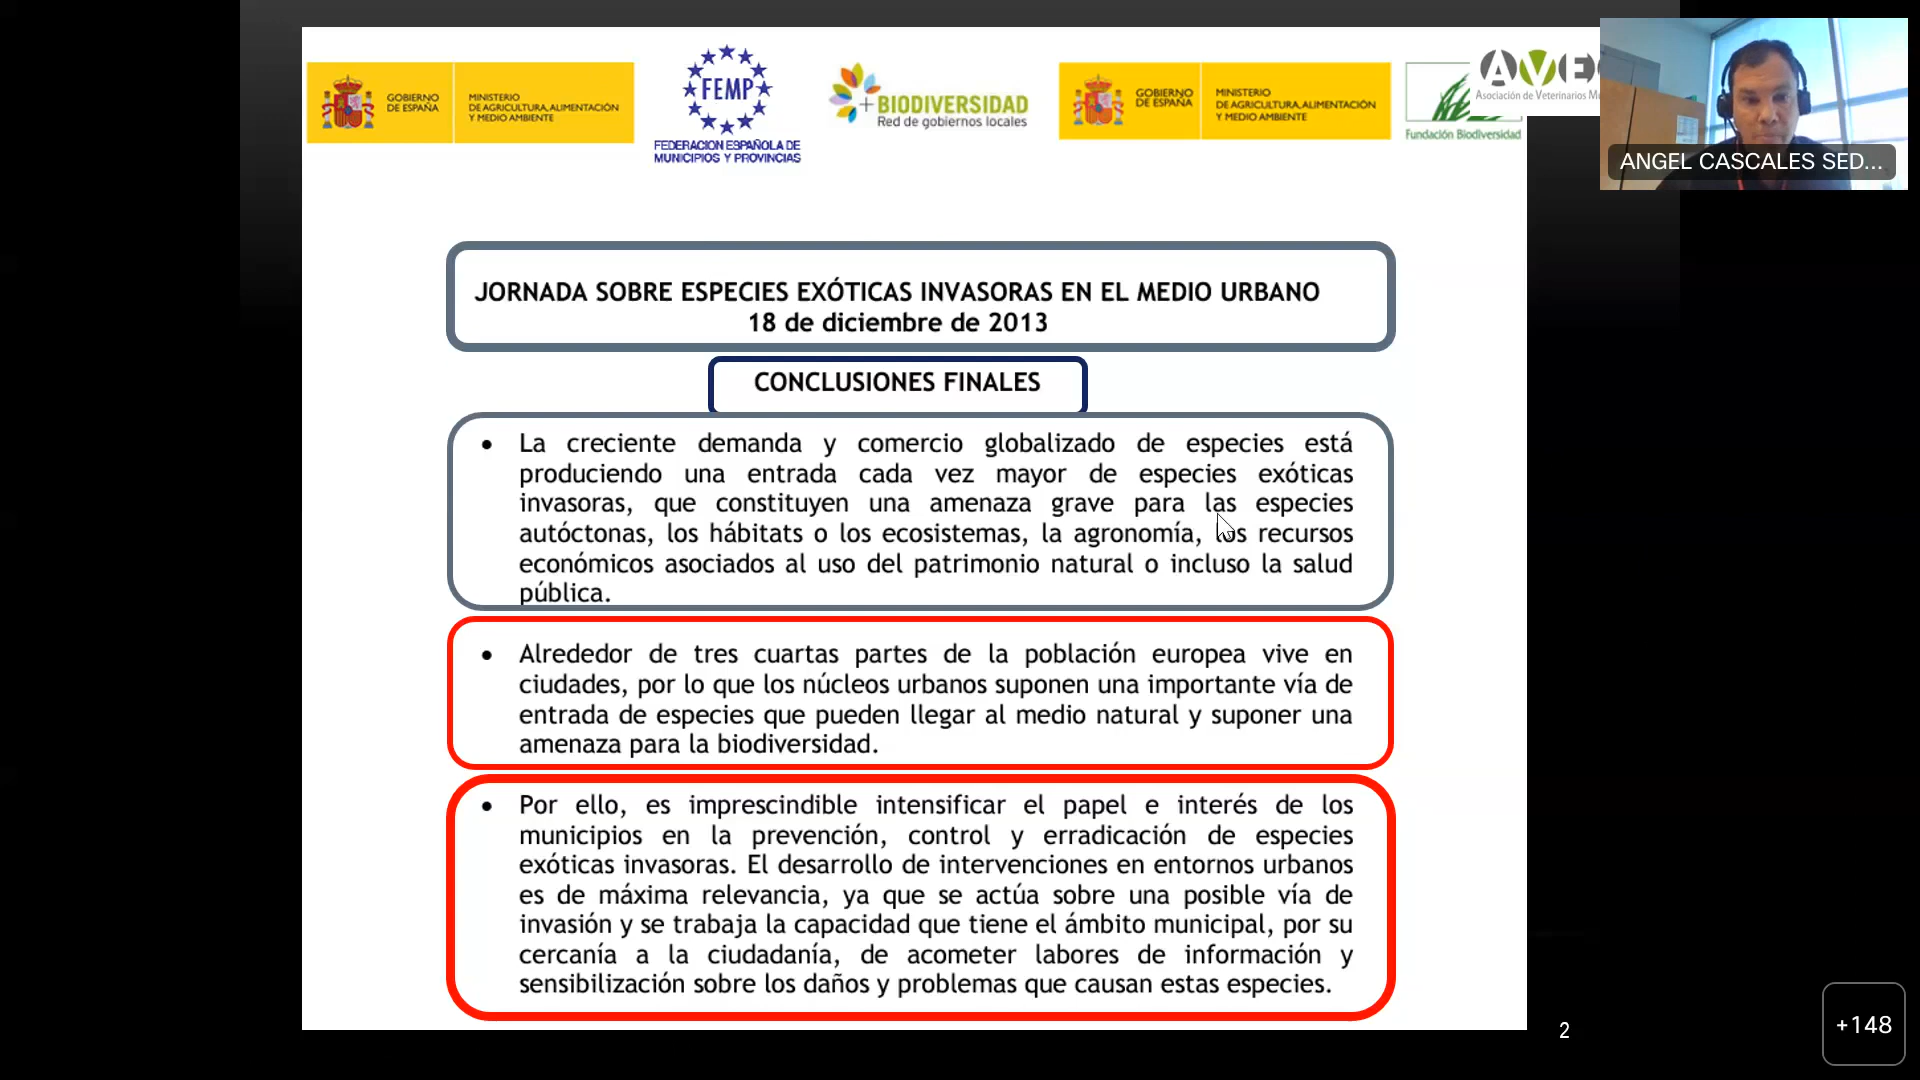 GOBIERNO
DE ESPAÑA
MINISTERIO
DE AGRICULTURA, ALIMENTACIÓN
Y MEDIO AMBIENTE
FEMP
FEDERACION ESPAÑOLA DE
MUNICIPIOS Y PROVINCIAS
+BIODIVERSIDAD
Red de gobiernos locales
GOBIERNO
DE ESPAÑA
MINISTERIO
DE AGRICULTURA, ALIMENTACIÓN
Y MEDIO AMBIENTE
Fundación Biodiversidad
AVE
Asociación de Veterinarios
ANGEL CASCALES SED...
JORNADA SOBRE ESPECIES EXÓTICAS INVASORAS EN EL MEDIO URBANO
18 de diciembre de 2013
CONCLUSIONES FINALES
• La creciente demanda y comercio globalizado de especies está
produciendo una entrada cada vez mayor de especies exóticas
invasoras, que constituyen una amenaza grave para las especies
autóctonas, los hábitats o los ecosistemas, la agronomía, los recursos
económicos asociados al uso del patrimonio natural o incluso la salud
pública.
• Alrededor de tres cuartas partes de la población europea vive en
ciudades, por lo que los núcleos urbanos suponen una importante vía de
entrada de especies que pueden llegar al medio natural y suponer una
amenaza para la biodiversidad.
• Por ello, es imprescindible intensificar el papel e interés de los
municipios en la prevención, control y erradicación de especies
exóticas invasoras. El desarrollo de intervenciones en entornos urbanos
es de máxima relevancia, ya que se actúa sobre una posible vía de
invasión y se trabaja la capacidad que tiene el ámbito municipal, por su
cercanía a la ciudadanía, de acometer labores de información y
sensibilización sobre los daños y problemas que causan estas especies.
2
+148